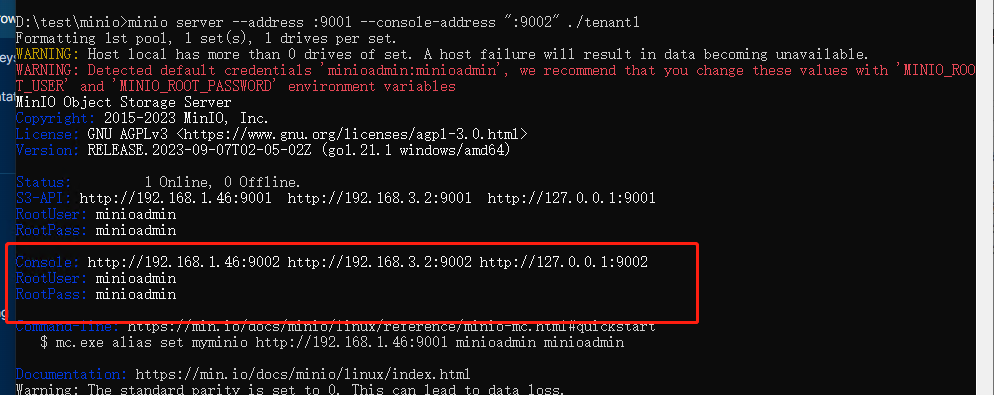 D:\test\minio>minio server --address :9001 --console-address ":9002" ./tenant1
Formatting 1st pool, 1 set(s), 1 drives per set.
WARNING: Host local has more than 0 drives of set. A host failure will result in data becoming unavailable.
WARNING: Detected default credentials 'minioadmin:minioadmin', we recommend that you change these values with 'MINIO_ROO
T_USER' and 'MINIO_ROOT_PASSWORD' environment variables
MinIO Object Storage Server
Copyright: 2015-2023 MinIO, Inc.
License: GNU AGPLv3 <https://www.gnu.org/licenses/agpl-3.0.html>
Version: RELEASE.2023-09-07T02-05-02Z (go1.21.1 windows/amd64)
Status:         1 Online, 0 Offline.
S3-API: http://192.168.1.46:9001  http://192.168.3.2:9001  http://127.0.0.1:9001
RootUser: minioadmin
RootPass: minioadmin
Console: http://192.168.1.46:9002 http://192.168.3.2:9002 http://127.0.0.1:9002
RootUser: minioadmin
RootPass: minioadmin
Command-line: https://min.io/docs/minio/linux/reference/minio-mc.html#quickstart
   $ mc.exe alias set myminio http://192.168.1.46:9001 minioadmin minioadmin
Documentation: https://min.io/docs/minio/linux/index.html
Warning: The standard parity is set to 0. This can lead to data loss.